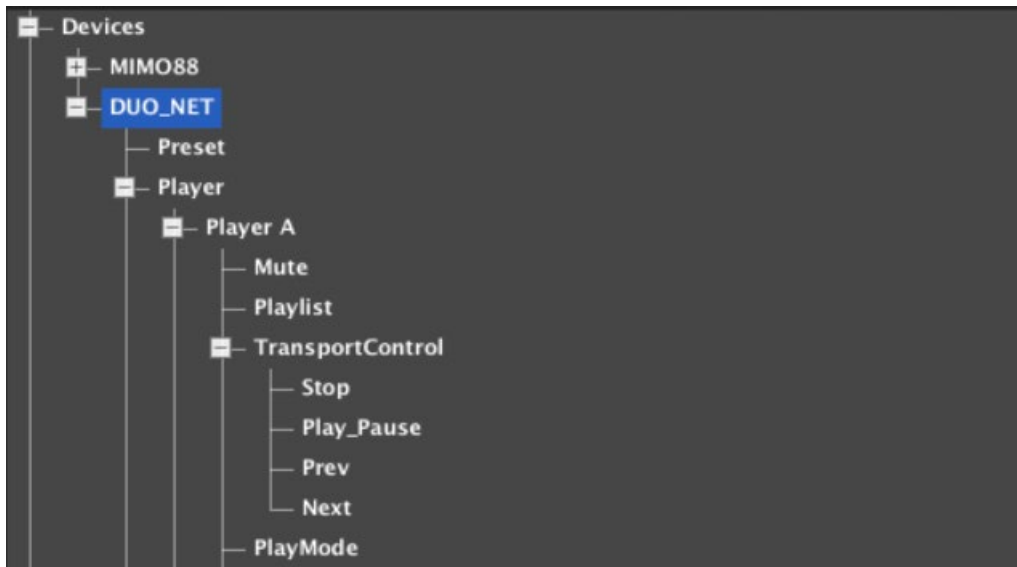 Devices
MIMO88
DUO_NET
Preset
Player
Player A
Mute
Playlist
TransportControl
Stop
Play_Pause
Prev
Next
PlayMode